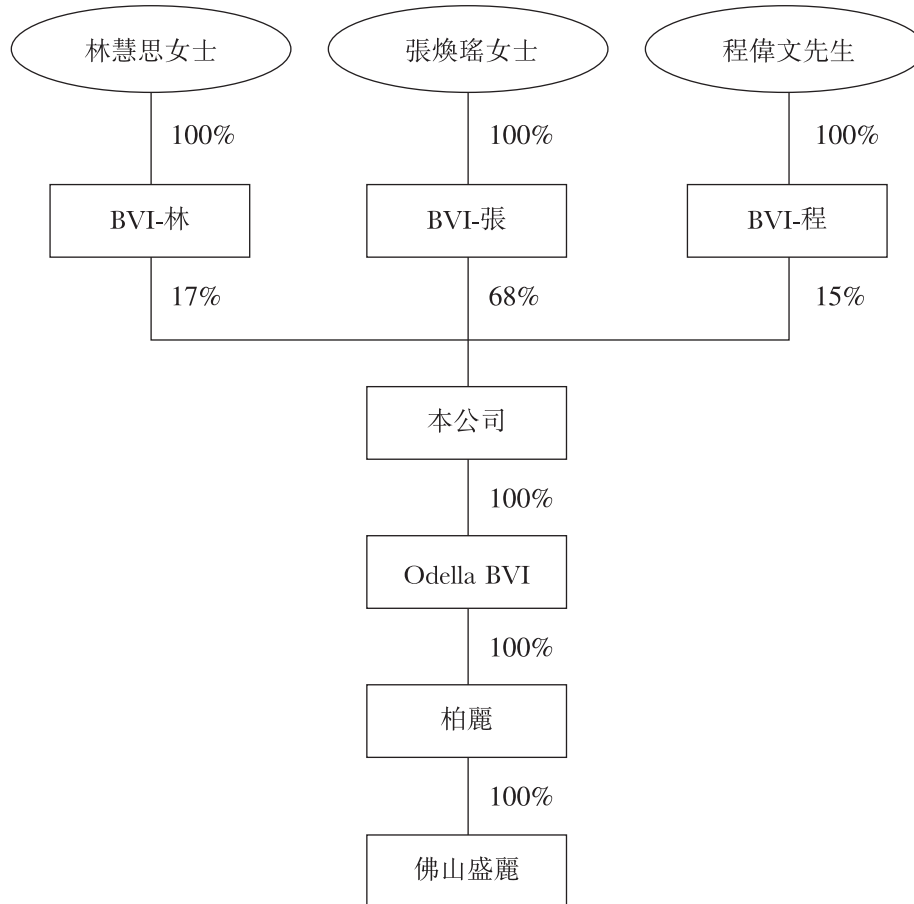 林慧思女士
張煥瑤女士
程偉文先生
100%
100%
100%
BVI-林
BVI-張
BVI-程
17%
68%
15%
本公司
100%
Odella BVI
100%
柏麗
100%
佛山盛麗